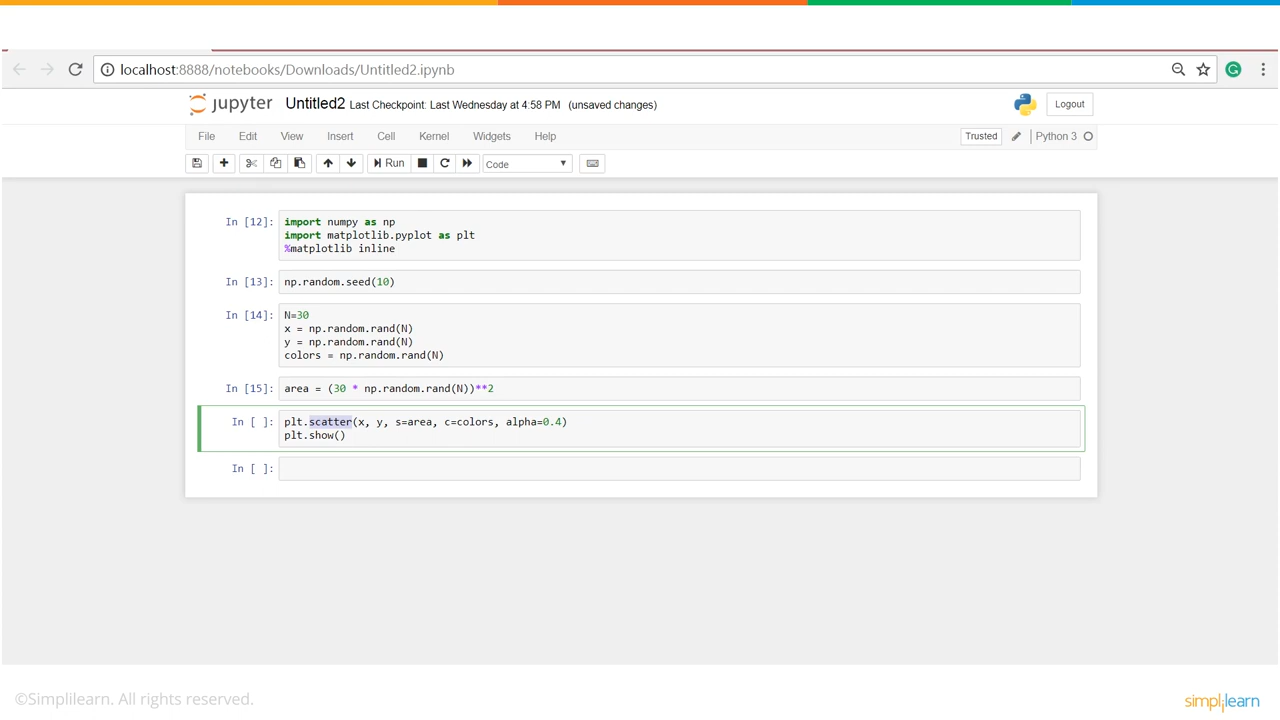 localhost:8888/notebooks/Downloads/Untitled2.ipynb
jupyter Untitled2 Last Checkpoint: Last Wednesday at 4:58 PM (unsaved changes)
Logout
File Edit View Insert Cell Kernel Widgets Help
Trusted Python 3
Run Code
In [12]: import numpy as np
import matplotlib.pyplot as plt
%matplotlib inline
In [13]: np.random.seed(10)
In [14]: N=30
x = np.random.rand(N)
y = np.random.rand(N)
colors = np.random.rand(N)
In [15]: area = (30 * np.random.rand(N))**2
In [ ]: plt.scatter(x, y, s=area, c=colors, alpha=0.4)
plt.show()
In [ ]:
©Simplilearn. All rights reserved.
simplilearn